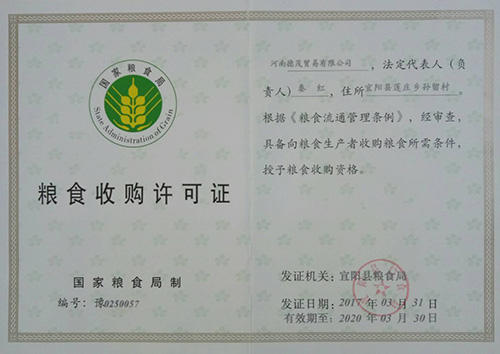 国家粮食局
State Administration of Grain
粮食收购许可证
国家粮食局制
编号：豫0250057
河南德茂贸易有限公司，法定代表人（负
责人）秦 红，住所宜阳县莲庄乡孙留村。
根据《粮食流通管理条例》，经审查，
具备向粮食生产者收购粮食所需条件，
授予粮食收购资格。
发证机关：宜阳县粮食局
发证日期：2017 年 03 月 31 日
有效期至：2020 年 03 月 30 日